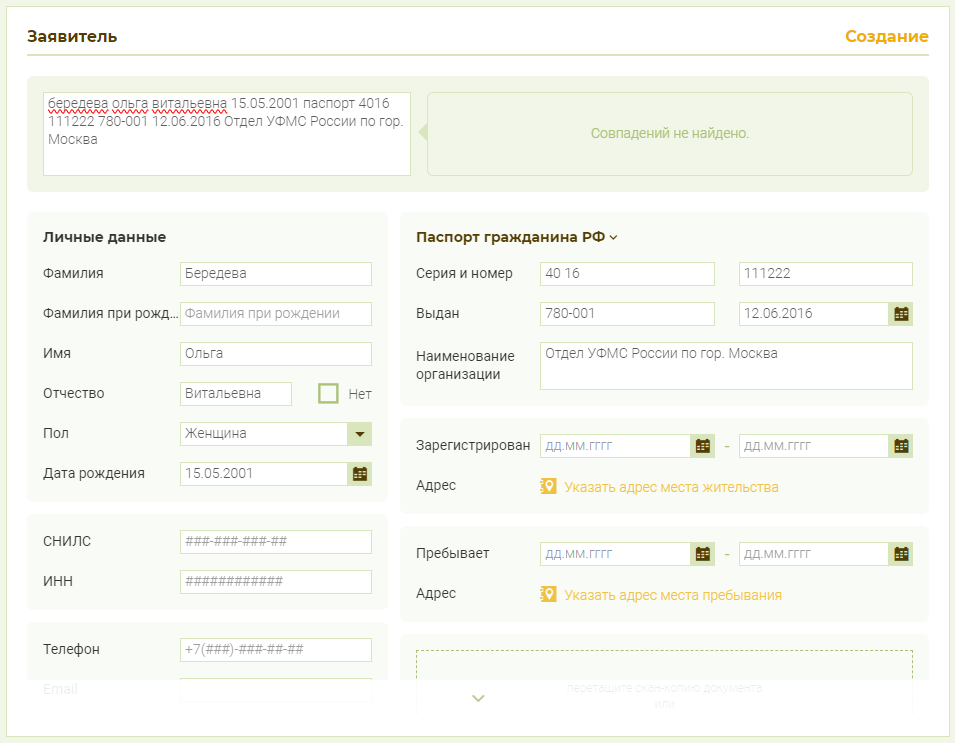 Заявитель
Создание
бередева ольга витальевна 15.05.2001 паспорт 4016
111222 780-001 12.06.2016 Отдел УФМС России по гор.
Москва
Совпадений не найдено.
Личные данные
Фамилия
Бередева
Фамилия при рожд...
Фамилия при рождении
Имя
Ольга
Отчество
Витальевна
Нет
Пол
Женщина
Дата рождения
15.05.2001
СНИЛС
###-###-###-##
ИНН
############
Телефон
+7(###)-###-##-##
Email
Паспорт гражданина РФ
Серия и номер
40 16
111222
Выдан
780-001
12.06.2016
Наименование
организации
Отдел УФМС России по гор. Москва
Зарегистрирован
дд.мм.гггг
-
дд.мм.гггг
Адрес
Указать адрес места жительства
Пребывает
дд.мм.гггг
-
дд.мм.гггг
Адрес
Указать адрес места пребывания
перетащите скан-копию документа
или